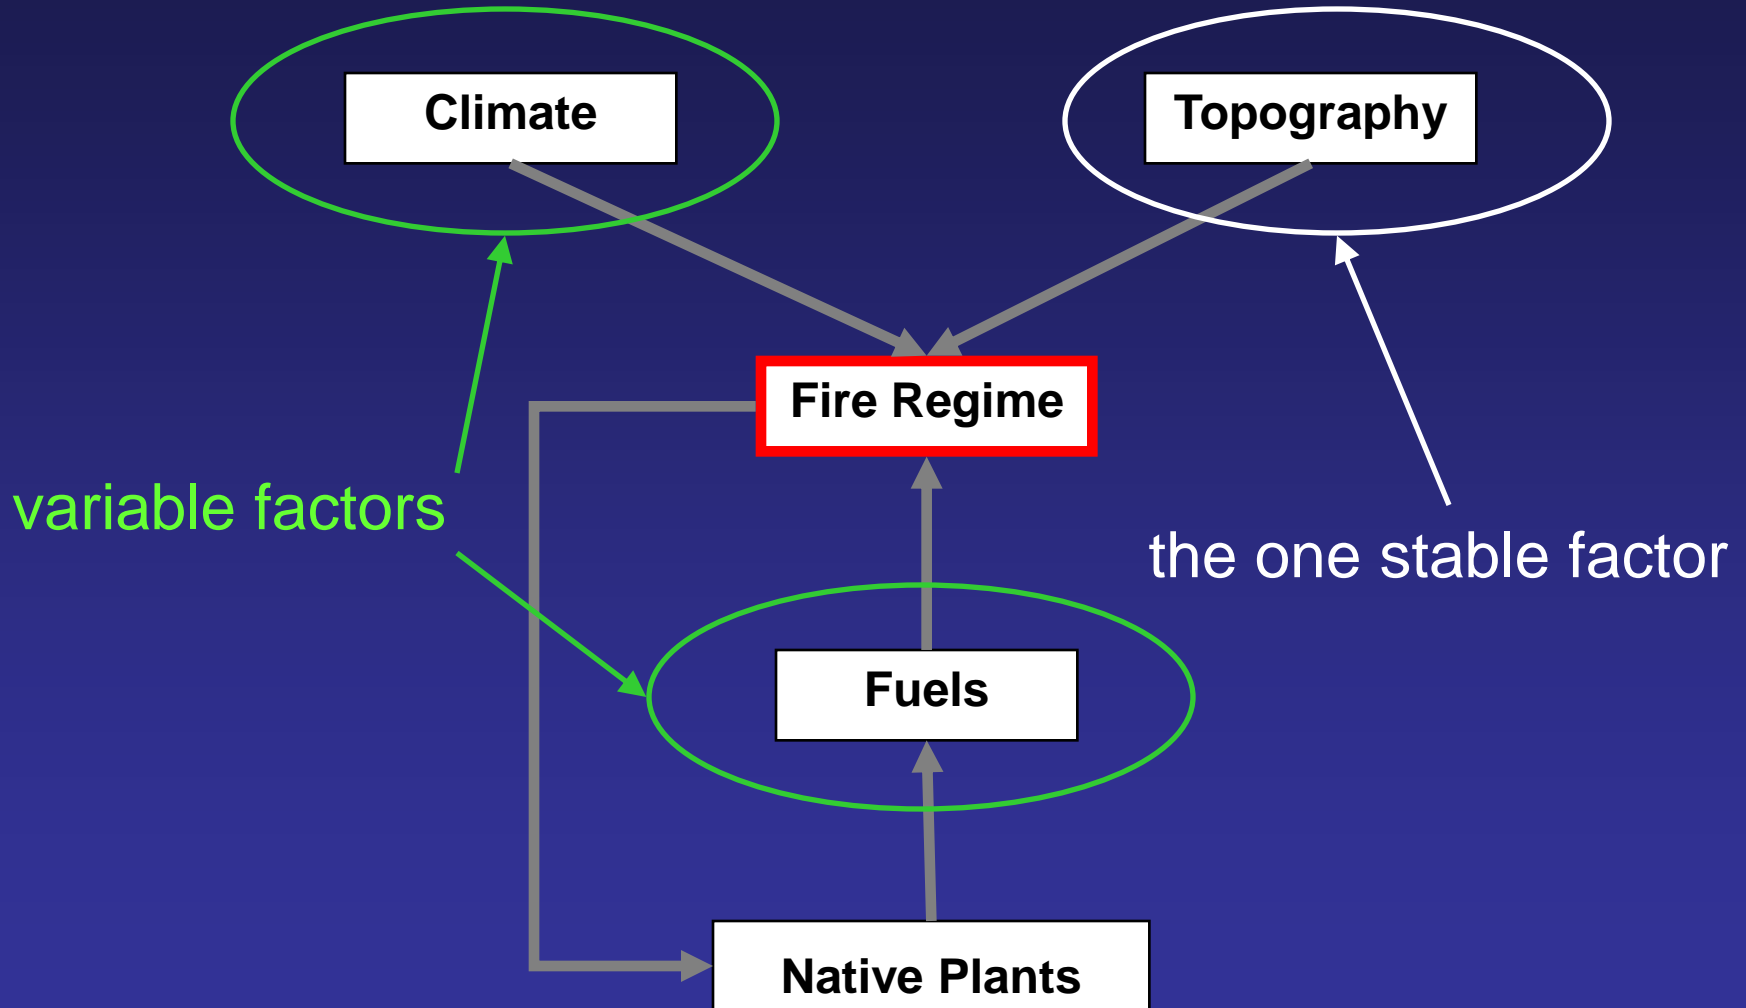 Climate
Topography
Fire Regime
variable factors
the one stable factor
Fuels
Native Plants